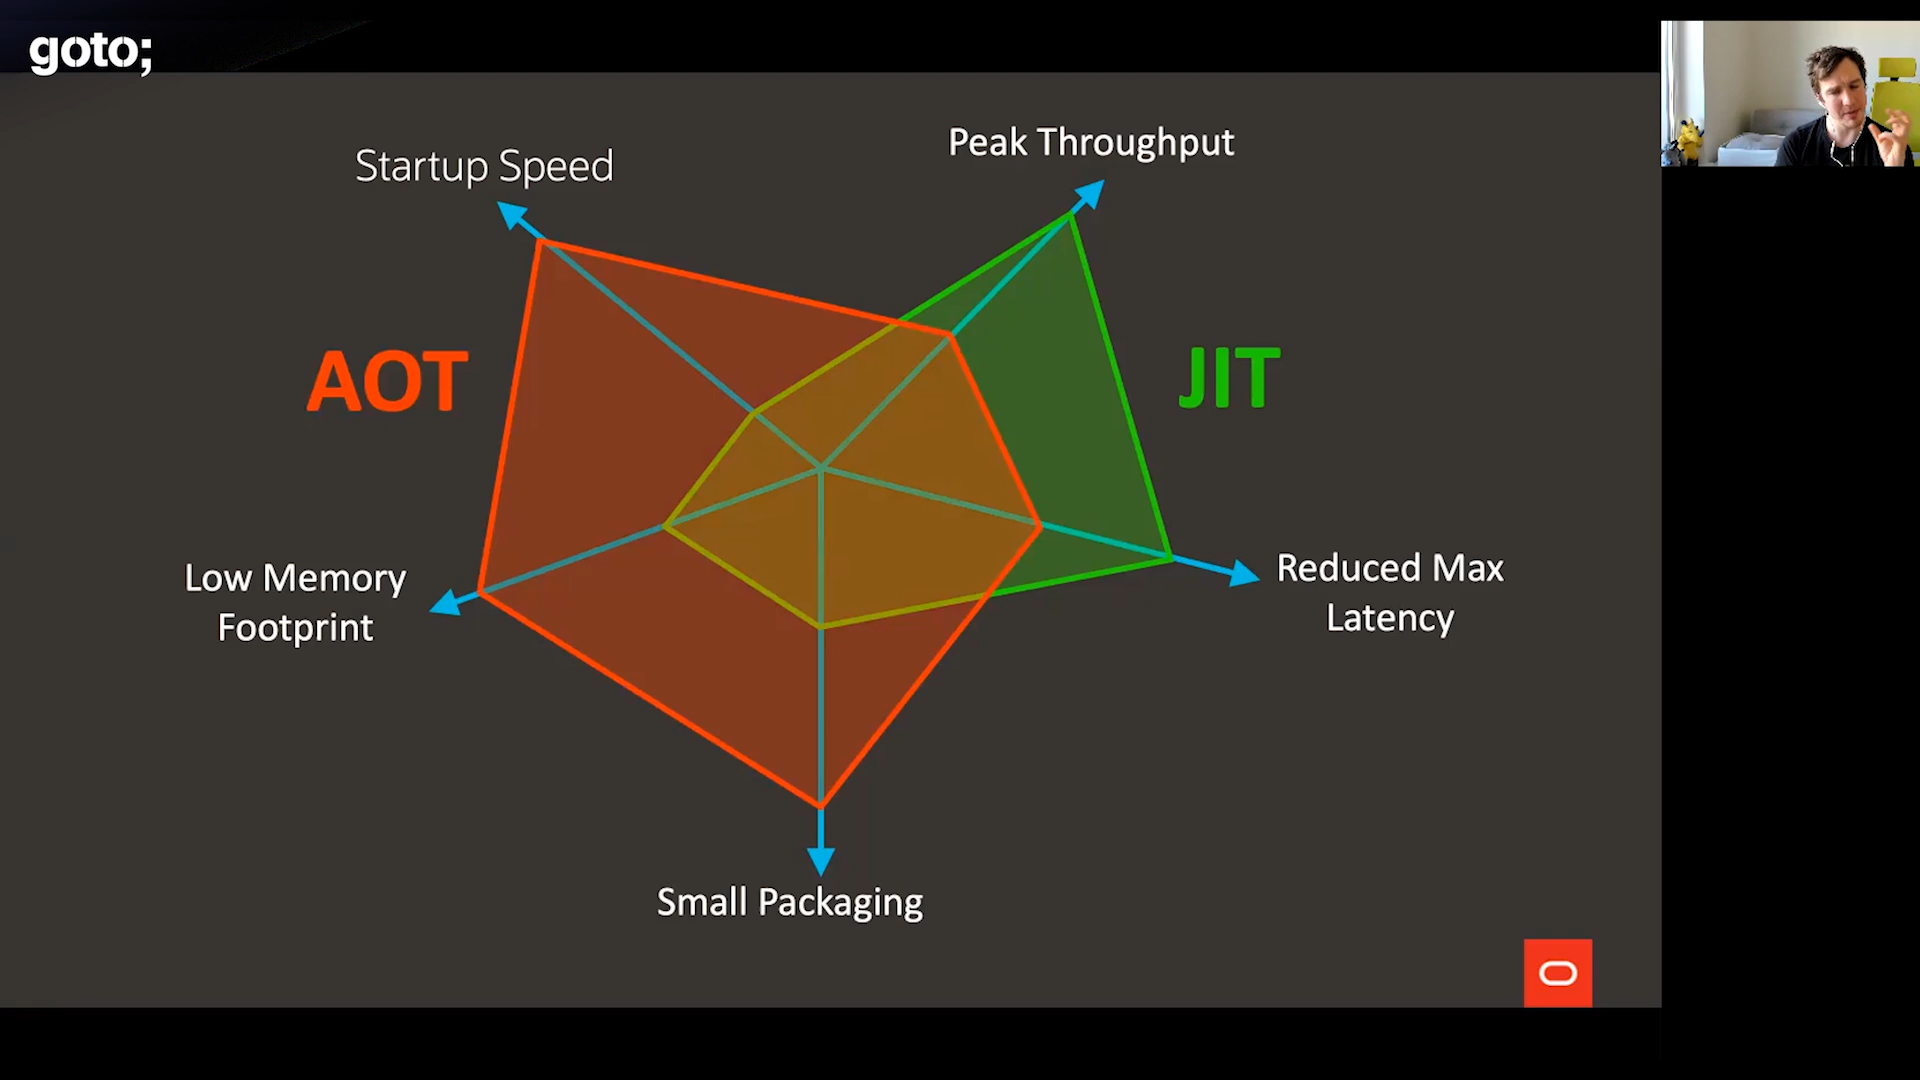 goto;
Startup Speed
Peak Throughput
AOT
JIT
Low Memory
Footprint
Reduced Max
Latency
Small Packaging